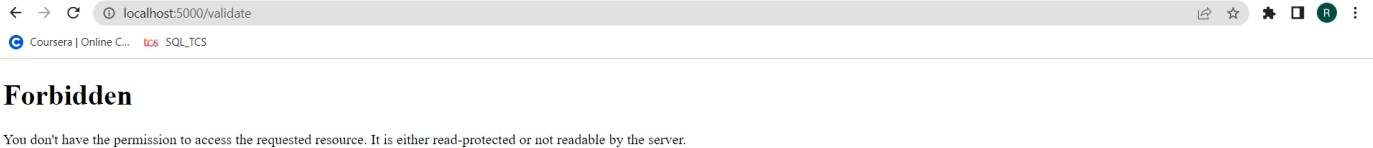 localhost:5000/validate
R
Coursera | Online C... tcs SQL_TCS
Forbidden
You don't have the permission to access the requested resource. It is either read-protected or not readable by the server.